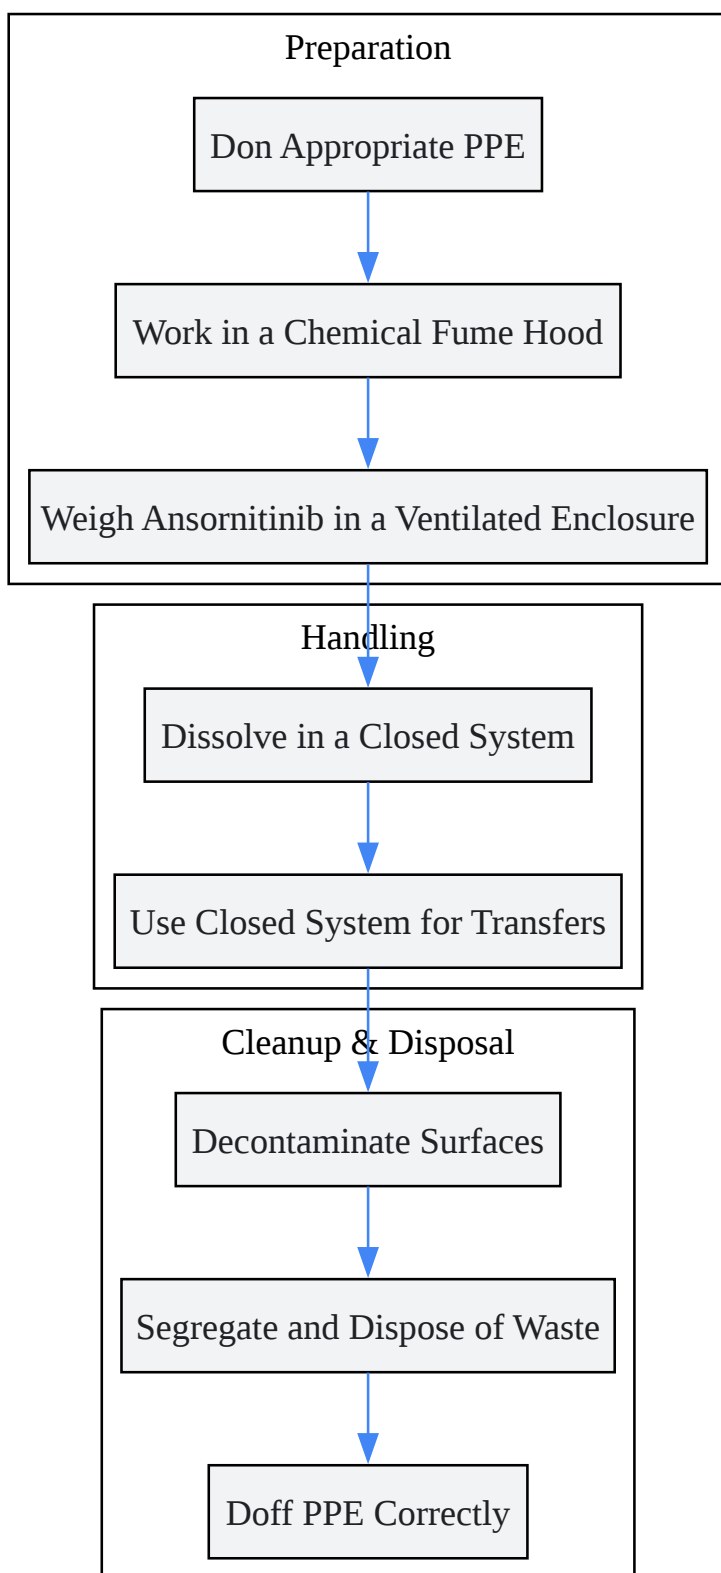 Preparation
Don Appropriate PPE
Work in a Chemical Fume Hood
Weigh Ansornitinib in a Ventilated Enclosure
Handling
Dissolve in a Closed System
Use Closed System for Transfers
Cleanup & Disposal
Decontaminate Surfaces
Segregate and Dispose of Waste
Doff PPE Correctly